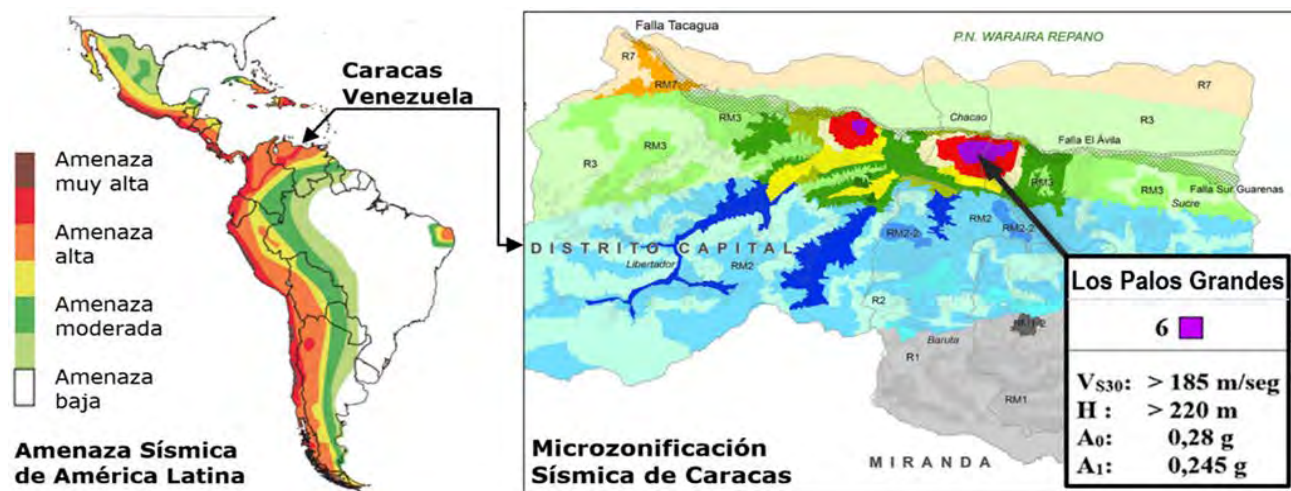 Caracas
Venezuela
Amenaza
muy alta
Amenaza
alta
Amenaza
moderada
Amenaza
baja
Amenaza Sísmica
de América Latina
Falla Tacagua
P.N. WARAIRA REPANO
R7
RM7
R7
RM3
Chacao
R3
Falla El Ávila
RM3
R3
RM3
RM3
Falla Sur Guarenas
Sucre
RM2
RM2-2
RM2-2
DISTRITO CAPITAL
Libertador
RM2
R2
RM1-2
Baruta
R1
RM1
Microzonificación
Sísmica de Caracas
MIRANDA
Los Palos Grandes
6
VS30: > 185 m/seg
H : > 220 m
A0: 0,28 g
A1: 0,245 g